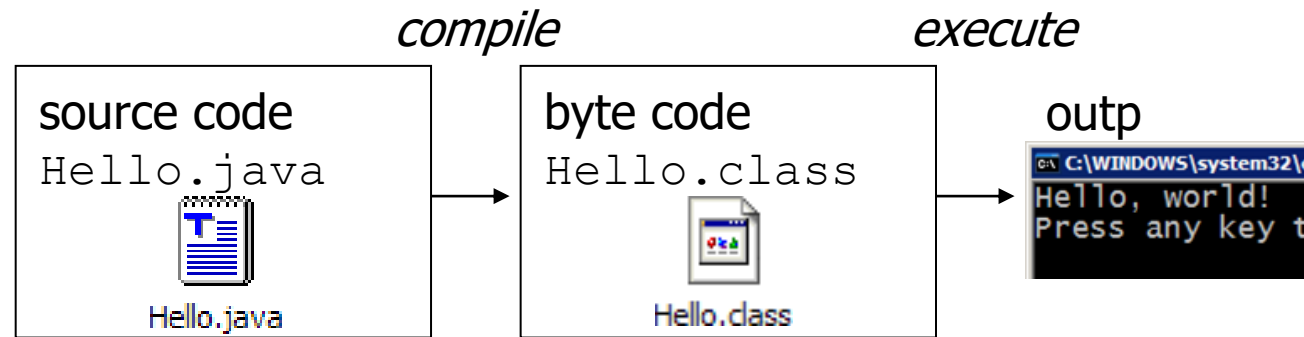 compile execute
source code
Hello.java
Hello.java
byte code
Hello.class
Hello.class
outp
C:\WINDOWS\system32\
Hello, world!
Press any key t